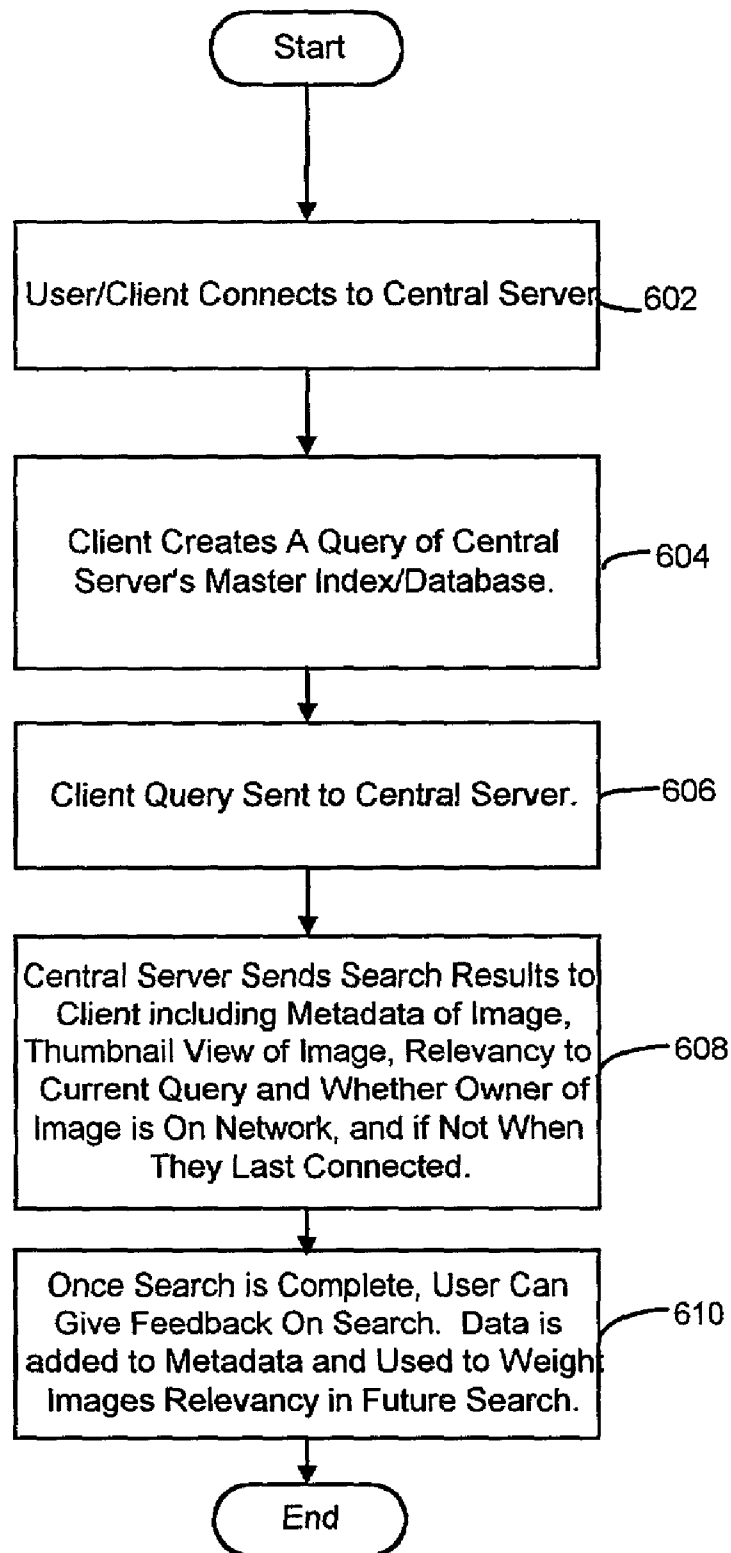 Start
User/Client Connects to Central Server
602
Client Creates A Query of Central
Server's Master Index/Database.
604
Client Query Sent to Central Server.
606
Central Server Sends Search Results to
Client including Metadata of Image,
Thumbnail View of Image, Relevancy to
Current Query and Whether Owner of
Image is On Network, and if Not When
They Last Connected.
608
Once Search is Complete, User Can
Give Feedback On Search. Data is
added to Metadata and Used to Weight
Images Relevancy in Future Search.
610
End